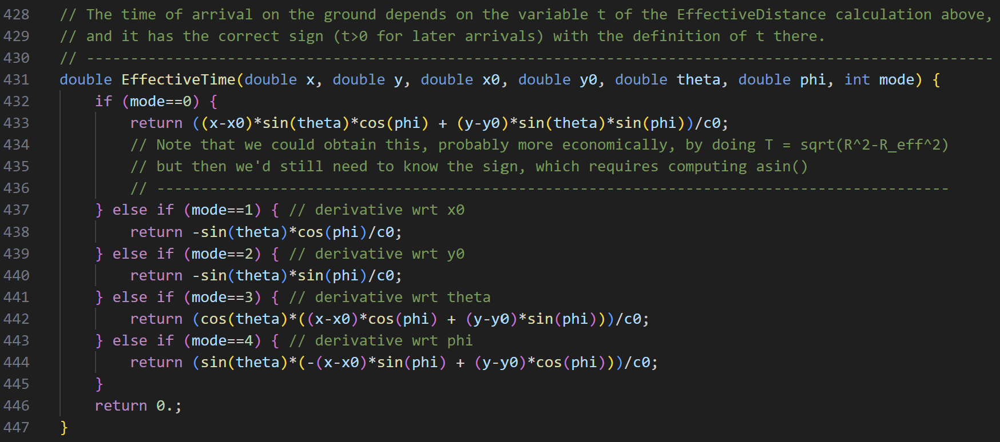 428 // The time of arrival on the ground depends on the variable t of the EffectiveDistance calculation above,
429 // and it has the correct sign (t>0 for later arrivals) with the definition of t there.
430 // -------------------------------------------------------------------------------------------------------
431 double EffectiveTime(double x, double y, double x0, double y0, double theta, double phi, int mode) {
432     if (mode==0) {
433         return ((x-x0)*sin(theta)*cos(phi) + (y-y0)*sin(theta)*sin(phi))/c0;
434         // Note that we could obtain this, probably more economically, by doing T = sqrt(R^2-R_eff^2)
435         // but then we'd still need to know the sign, which requires computing asin()
436         // ------------------------------------------------------------------------------------------
437     } else if (mode==1) { // derivative wrt x0
438         return -sin(theta)*cos(phi)/c0;
439     } else if (mode==2) { // derivative wrt y0
440         return -sin(theta)*sin(phi)/c0;
441     } else if (mode==3) { // derivative wrt theta
442         return (cos(theta)*((x-x0)*cos(phi) + (y-y0)*sin(phi)))/c0;
443     } else if (mode==4) { // derivative wrt phi
444         return (sin(theta)*(-(x-x0)*sin(phi) + (y-y0)*cos(phi)))/c0;
445     }
446     return 0.;
447 }